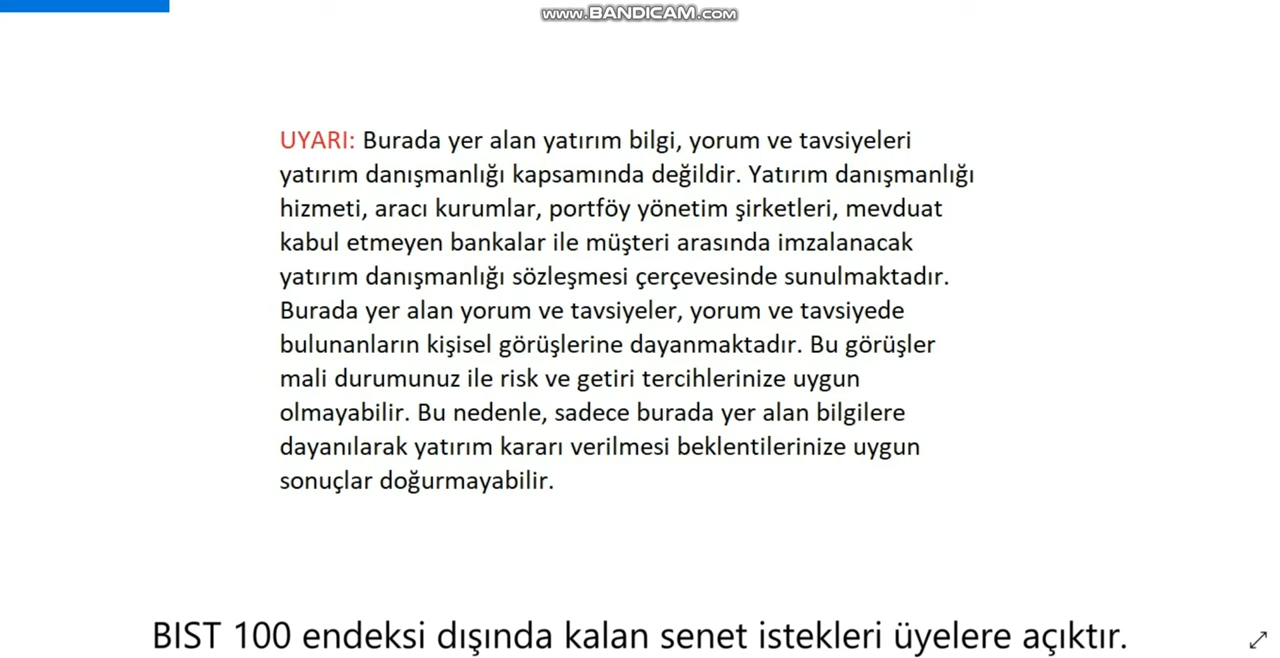 www.BANDICAM.com
UYARI: Burada yer alan yatırım bilgi, yorum ve tavsiyeleri
yatırım danışmanlığı kapsamında değildir. Yatırım danışmanlığı
hizmeti, aracı kurumlar, portföy yönetim şirketleri, mevduat
kabul etmeyen bankalar ile müşteri arasında imzalanacak
yatırım danışmanlığı sözleşmesi çerçevesinde sunulmaktadır.
Burada yer alan yorum ve tavsiyeler, yorum ve tavsiyede
bulunanların kişisel görüşlerine dayanmaktadır. Bu görüşler
mali durumunuz ile risk ve getiri tercihlerinize uygun
olmayabilir. Bu nedenle, sadece burada yer alan bilgilere
dayanılarak yatırım kararı verilmesi beklentilerinize uygun
sonuçlar doğurmayabilir.
BIST 100 endeksi dışında kalan senet istekleri üyelere açıktır.